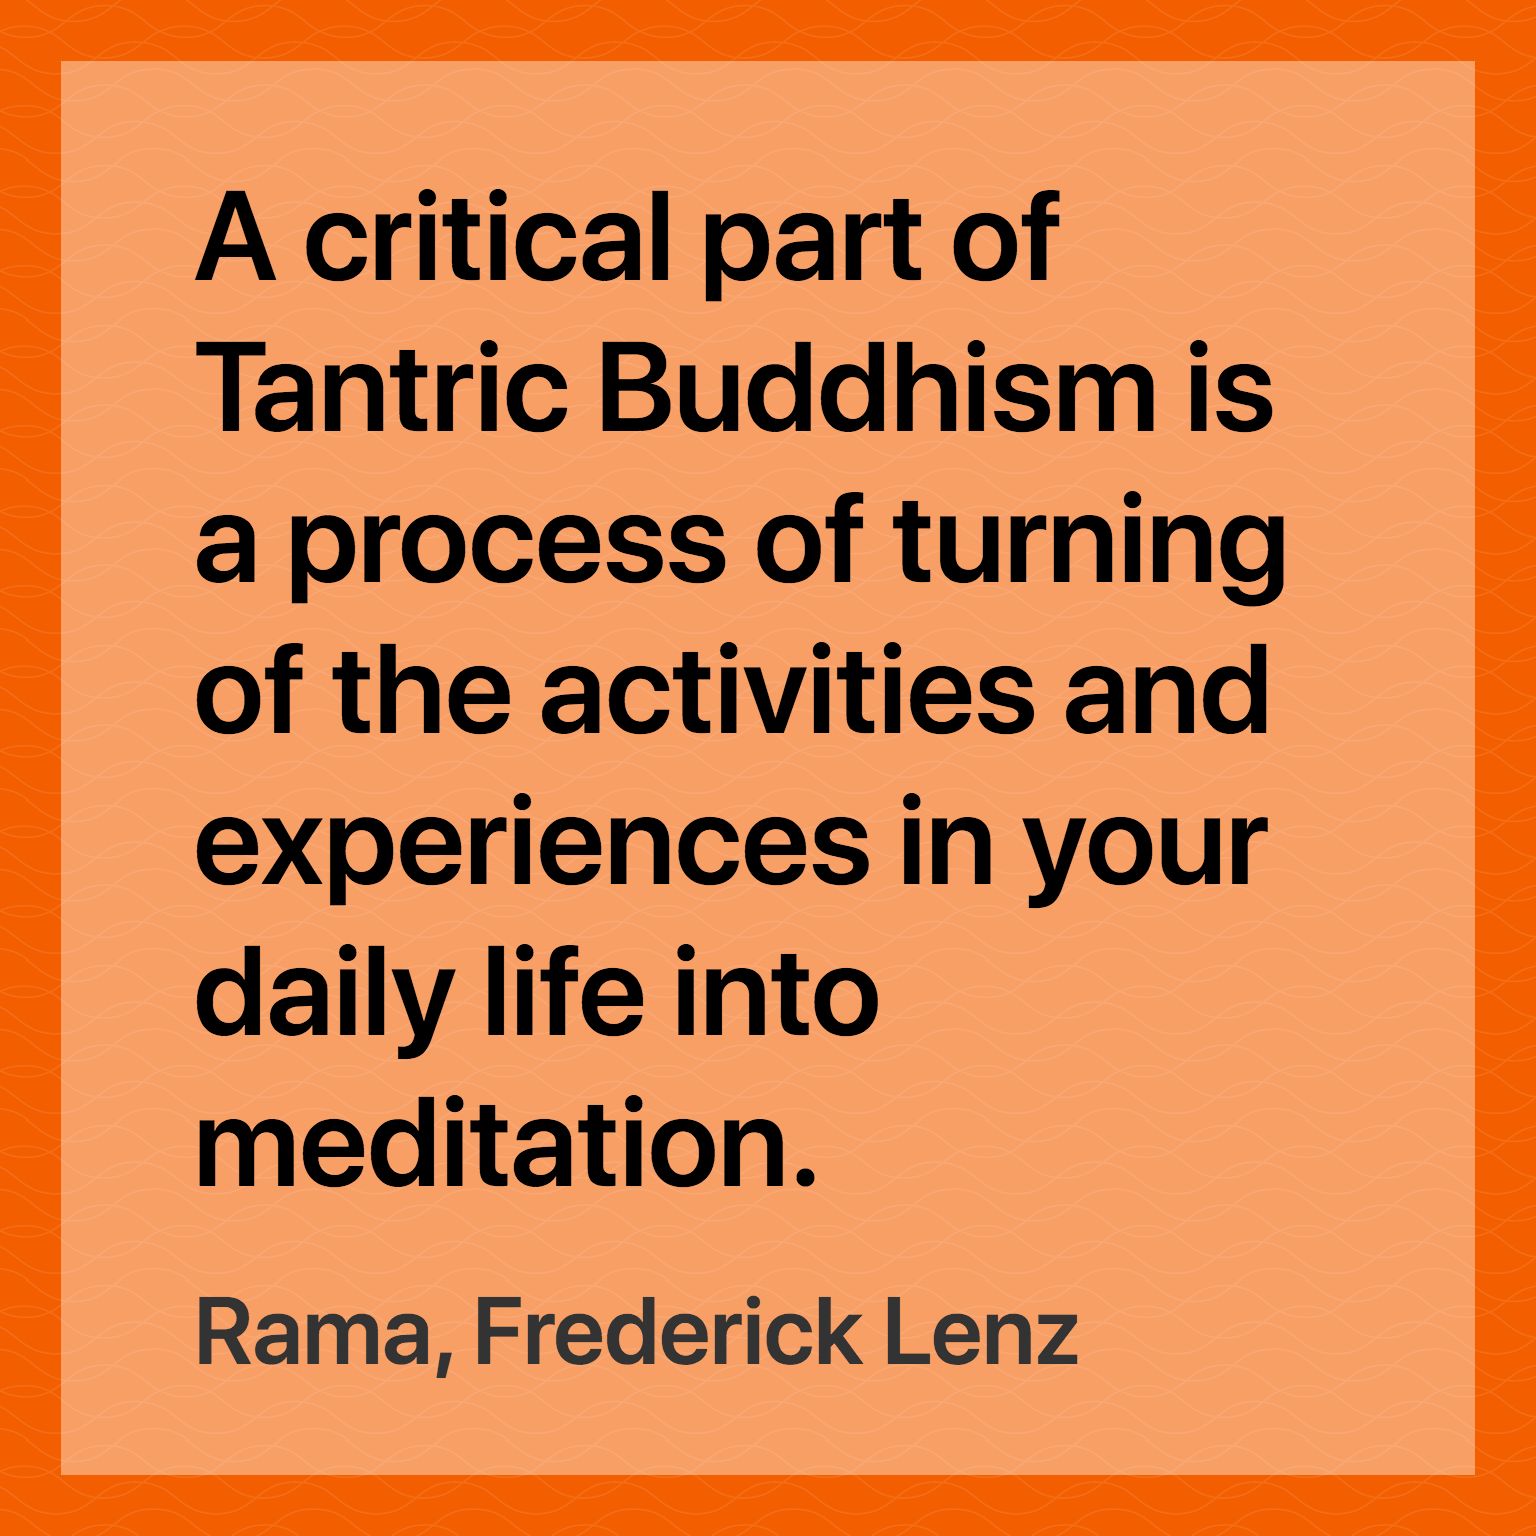 A critical part of
Tantric Buddhism is
a process of turning
of the activities and
experiences in your
daily life into
meditation.
Rama, Frederick Lenz